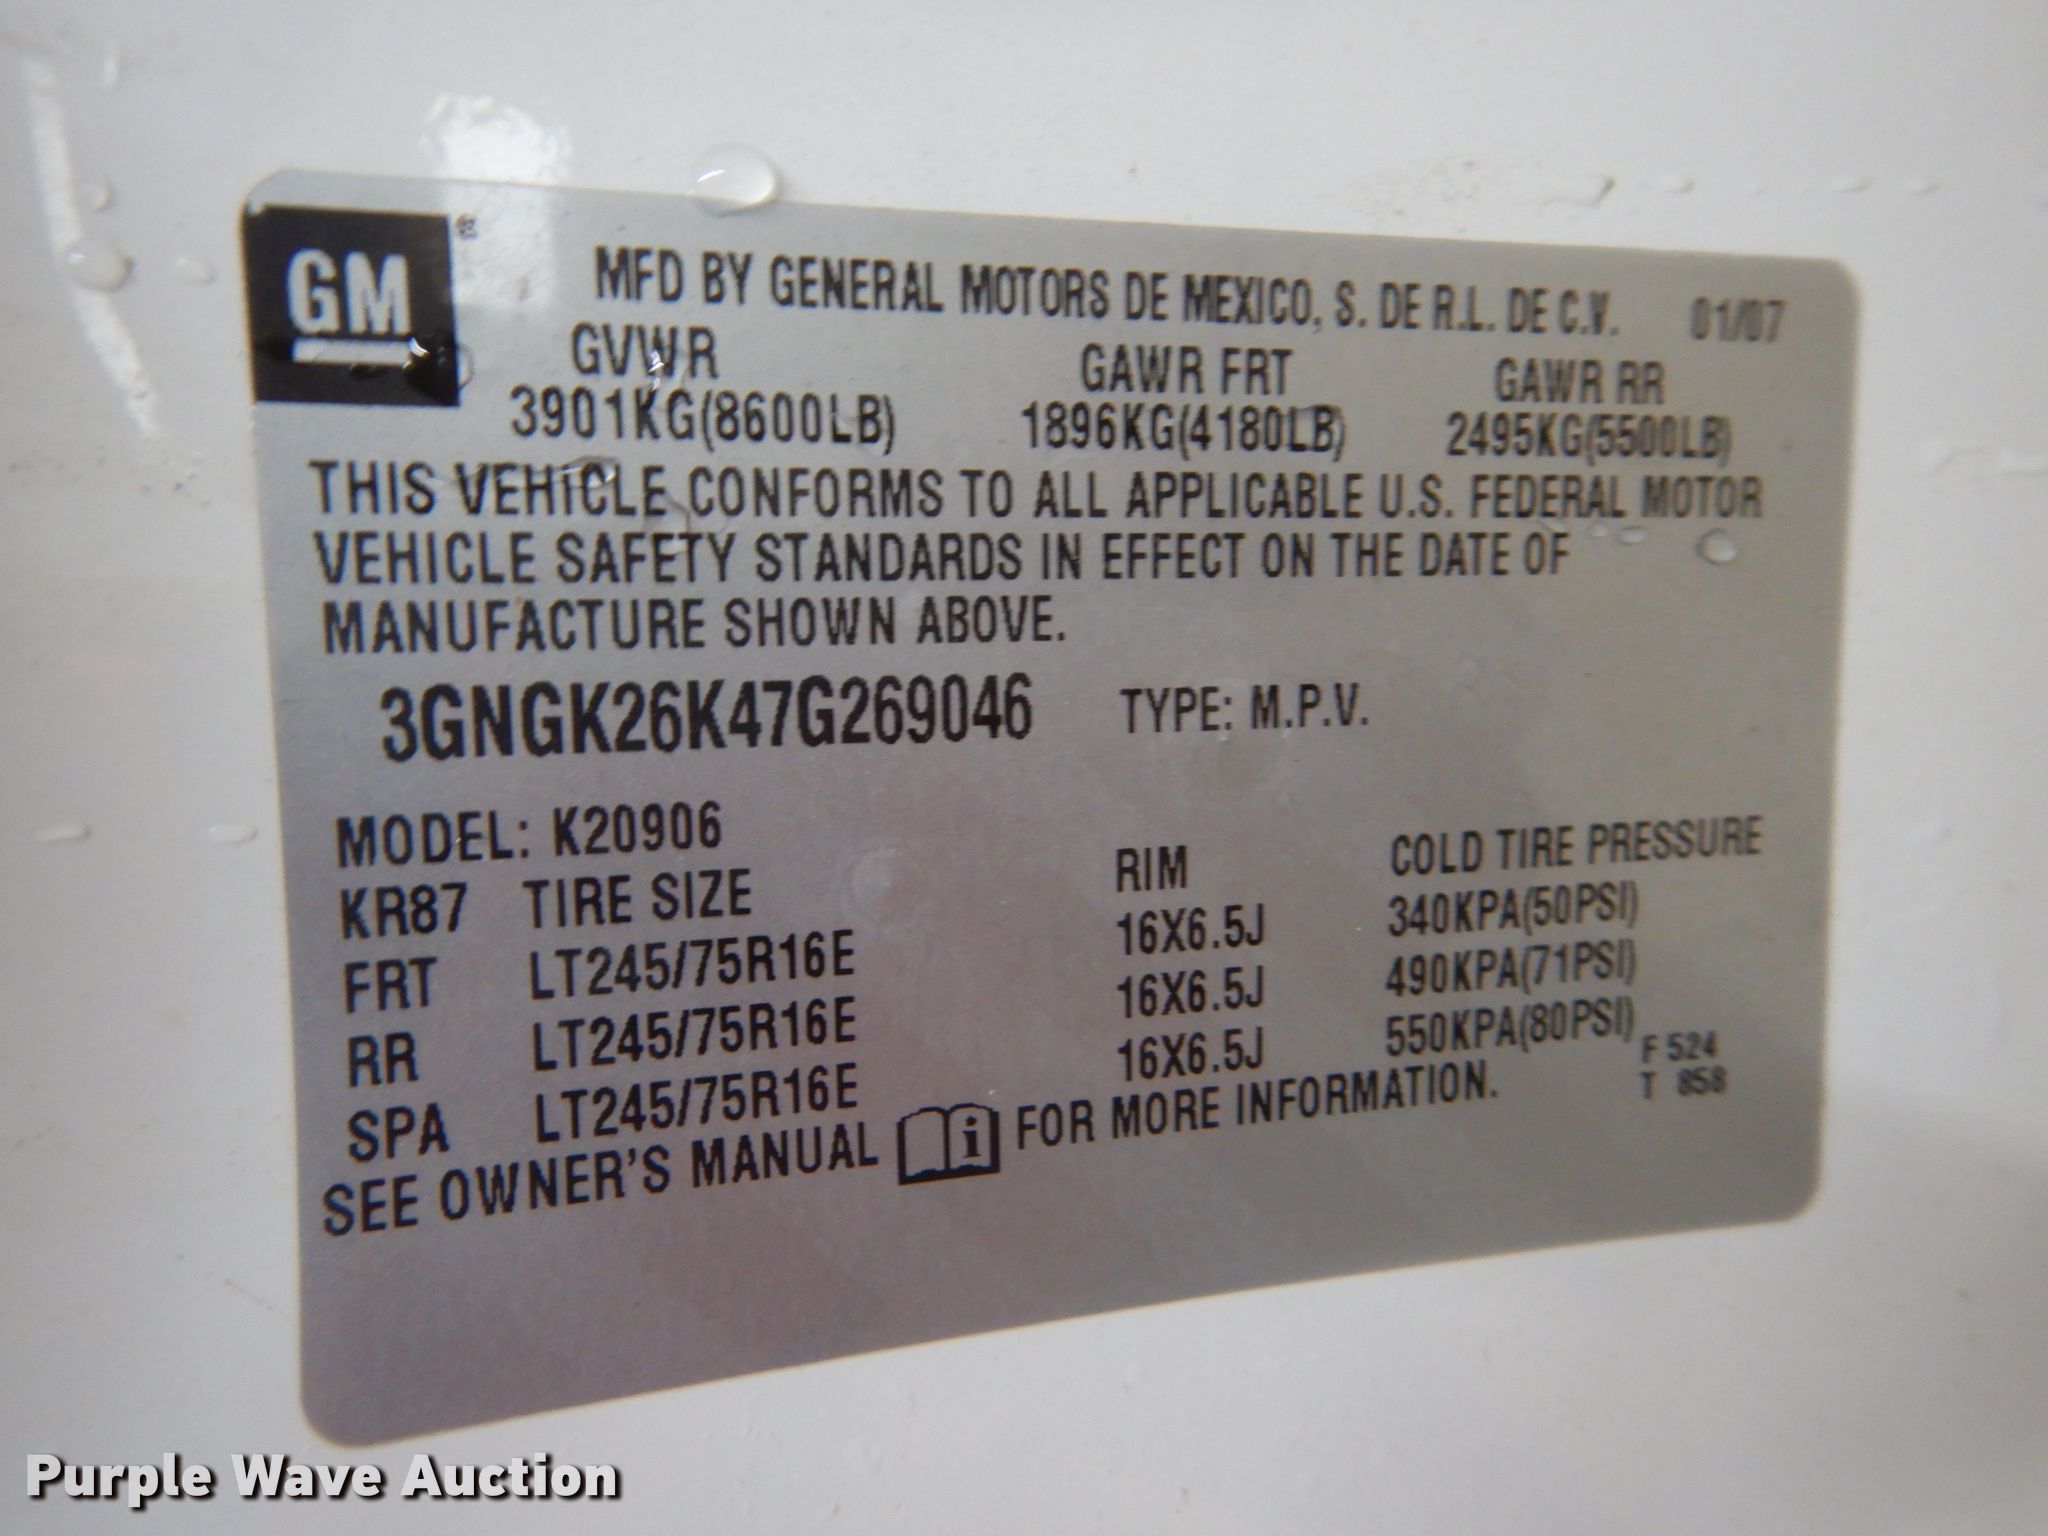 GM ®
MFD BY GENERAL MOTORS DE MEXICO, S. DE R.L. DE C.V. 01/07
GVWR GAWR FRT GAWR RR
3901KG(8600LB) 1896KG(4180LB) 2495KG(5500LB)
THIS VEHICLE CONFORMS TO ALL APPLICABLE U.S. FEDERAL MOTOR
VEHICLE SAFETY STANDARDS IN EFFECT ON THE DATE OF
MANUFACTURE SHOWN ABOVE.
3GNGK26K47G269046 TYPE: M.P.V.
MODEL: K20906
KR87 TIRE SIZE RIM COLD TIRE PRESSURE
FRT LT245/75R16E 16X6.5J 340KPA(50PSI)
RR LT245/75R16E 16X6.5J 490KPA(71PSI)
SPA LT245/75R16E 16X6.5J 550KPA(80PSI)
SEE OWNER'S MANUAL i FOR MORE INFORMATION.
F 524
T 858
Purple Wave Auction